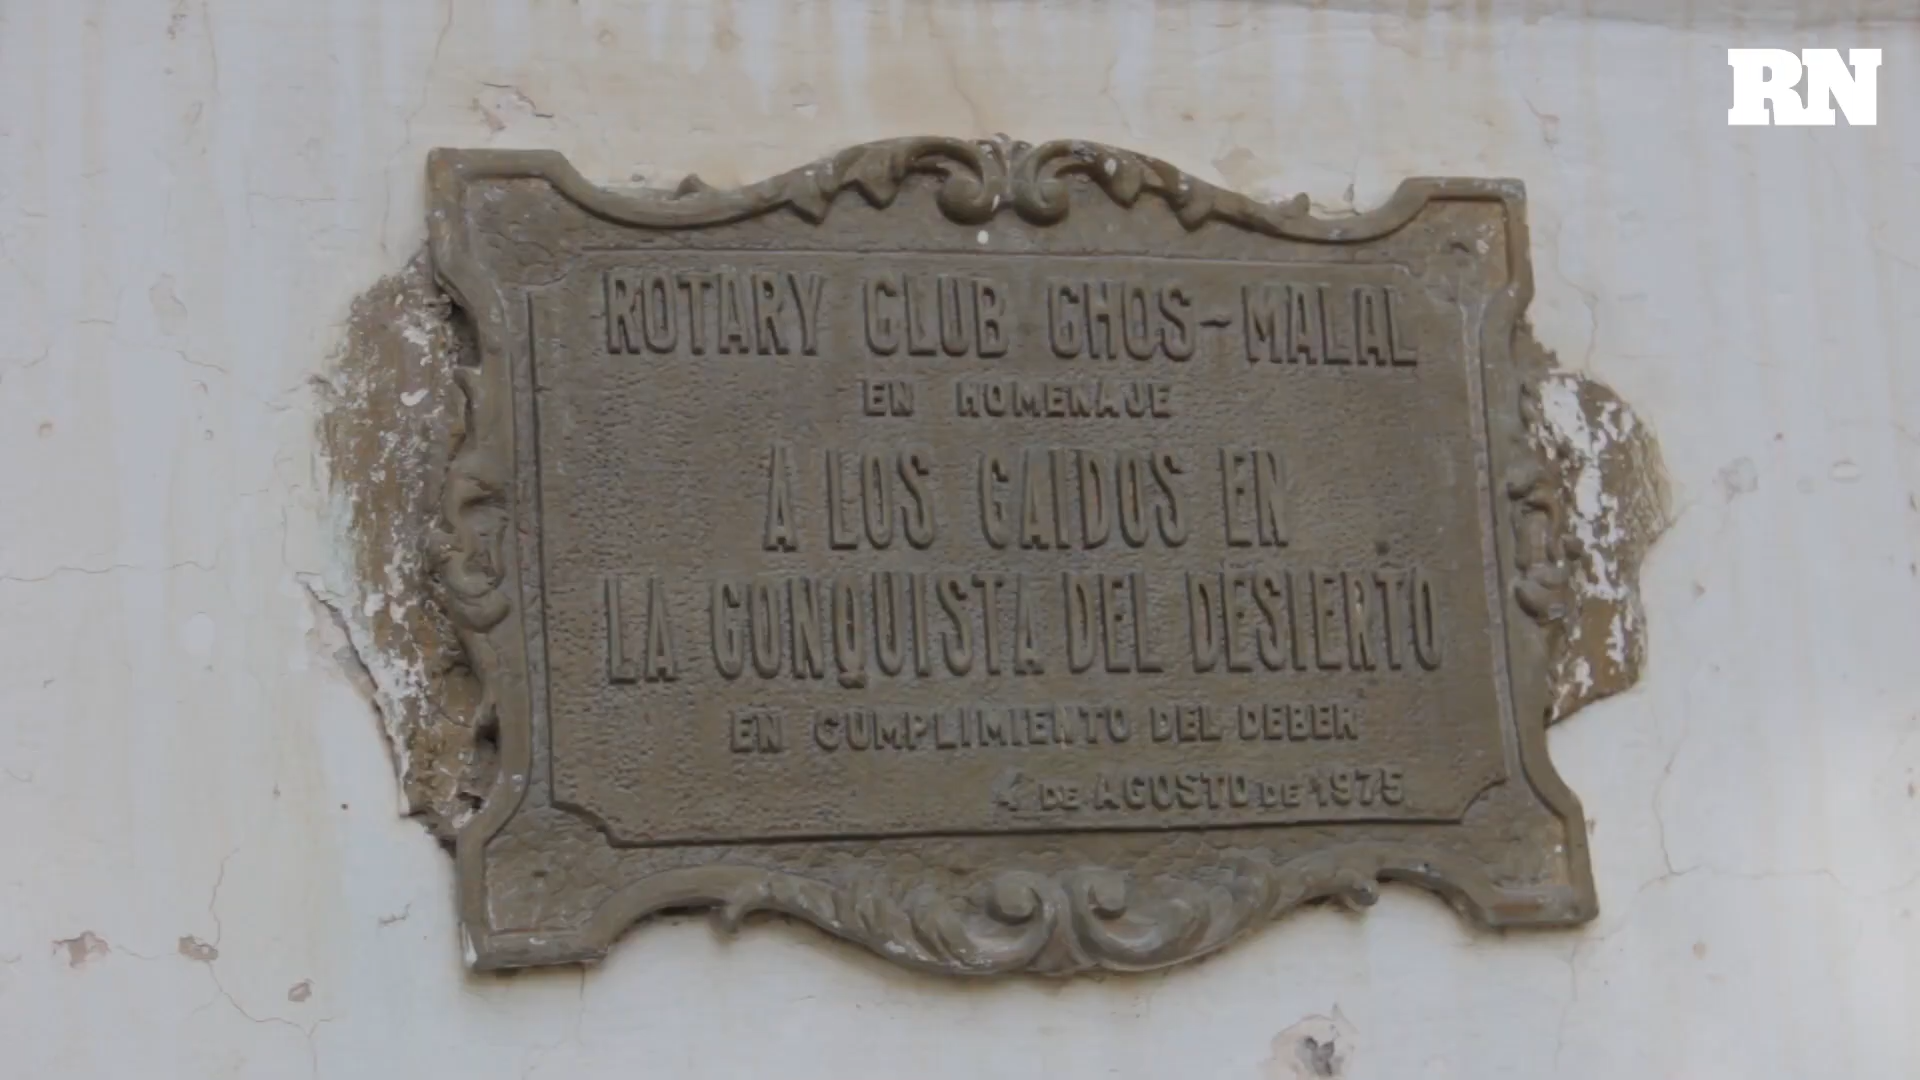 RN
ROTARY CLUB CHOS-MALAL
EN HOMENAJE
A LOS CAIDOS EN
LA CONQUISTA DEL DESIERTO
EN CUMPLIMIENTO DEL DEBER
4 DE AGOSTO DE 1975